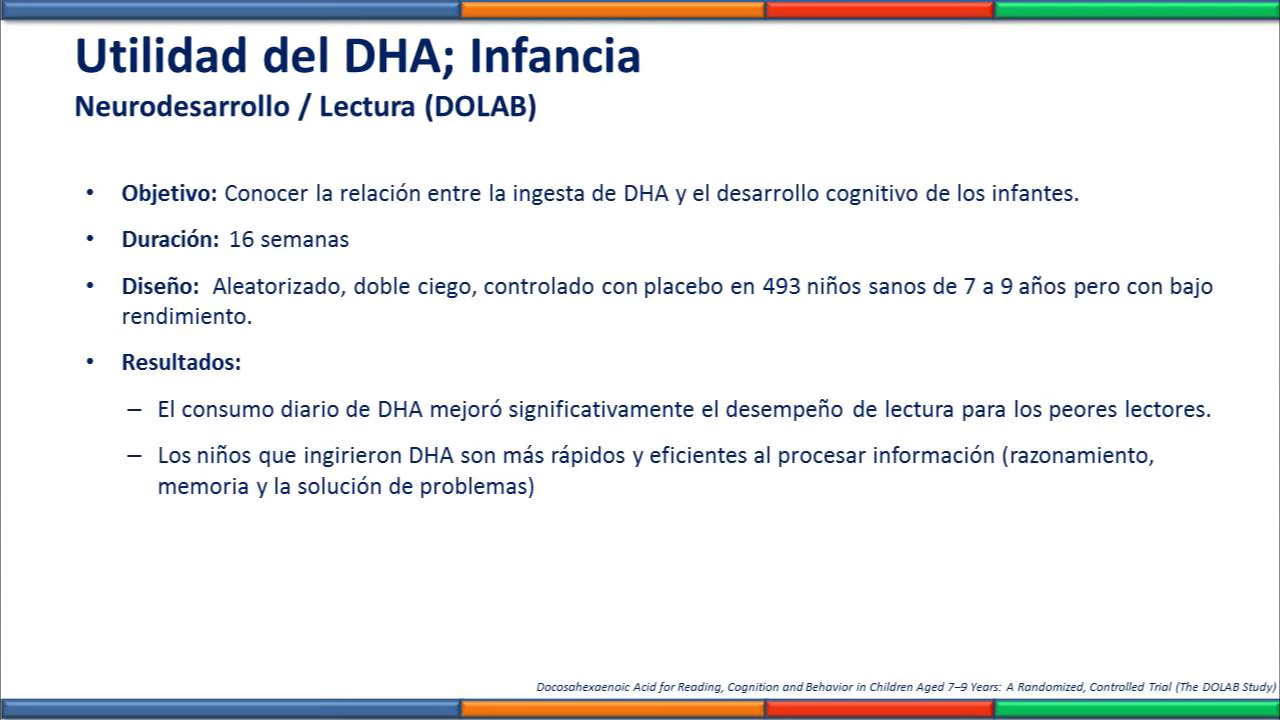 Utilidad del DHA; Infancia
Neurodesarrollo / Lectura (DOLAB)
• Objetivo: Conocer la relación entre la ingesta de DHA y el desarrollo cognitivo de los infantes.
• Duración: 16 semanas
• Diseño: Aleatorizado, doble ciego, controlado con placebo en 493 niños sanos de 7 a 9 años pero con bajo
rendimiento.
• Resultados:
– El consumo diario de DHA mejoró significativamente el desempeño de lectura para los peores lectores.
– Los niños que ingirieron DHA son más rápidos y eficientes al procesar información (razonamiento,
memoria y la solución de problemas)
Docosahexaenoic Acid for Reading, Cognition and Behavior in Children Aged 7–9 Years: A Randomized, Controlled Trial (The DOLAB Study)